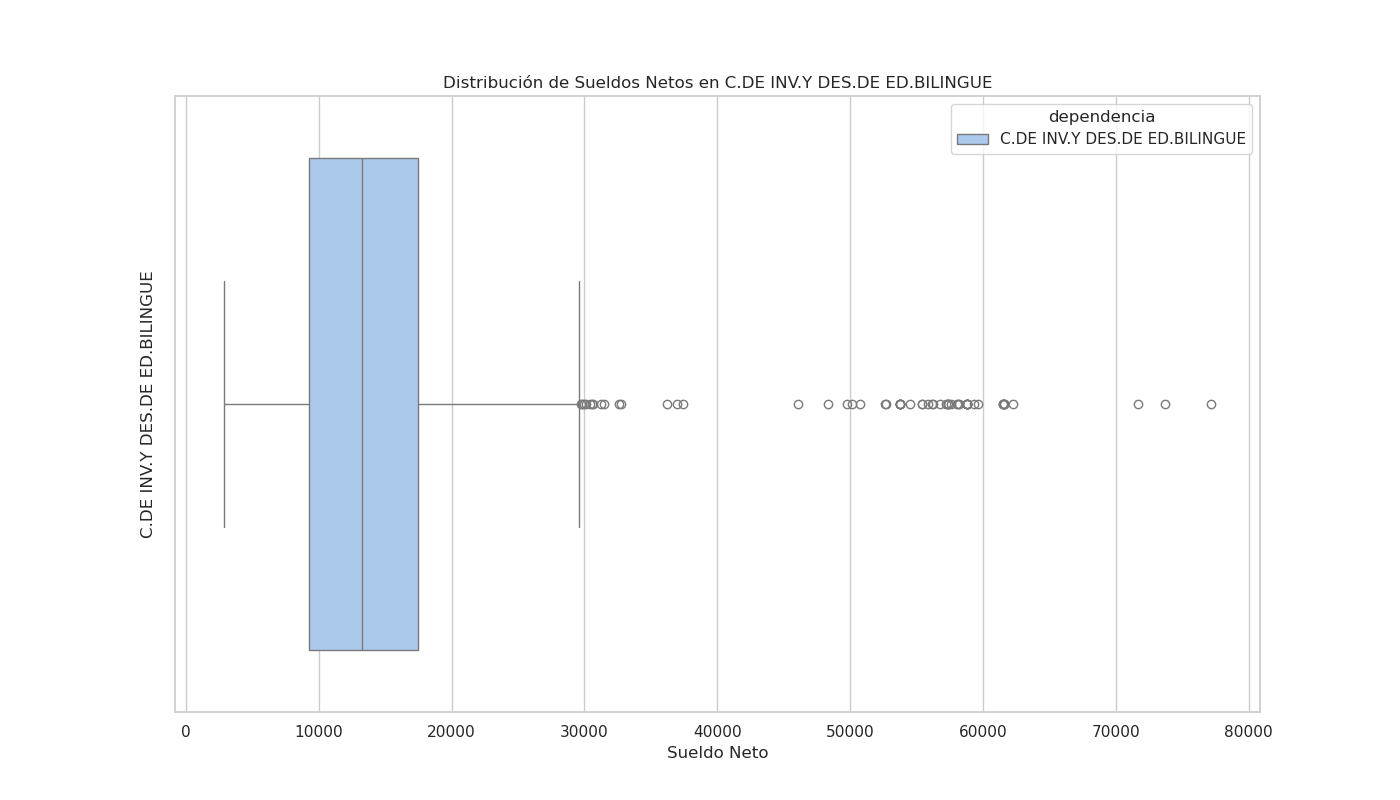 Distribución de Sueldos Netos en C.DE INV.Y DES.DE ED.BILINGUE
dependencia
C.DE INV.Y DES.DE ED.BILINGUE
C.DE INV.Y DES.DE ED.BILINGUE
0 10000 20000 30000 40000 50000 60000 70000 80000
Sueldo Neto